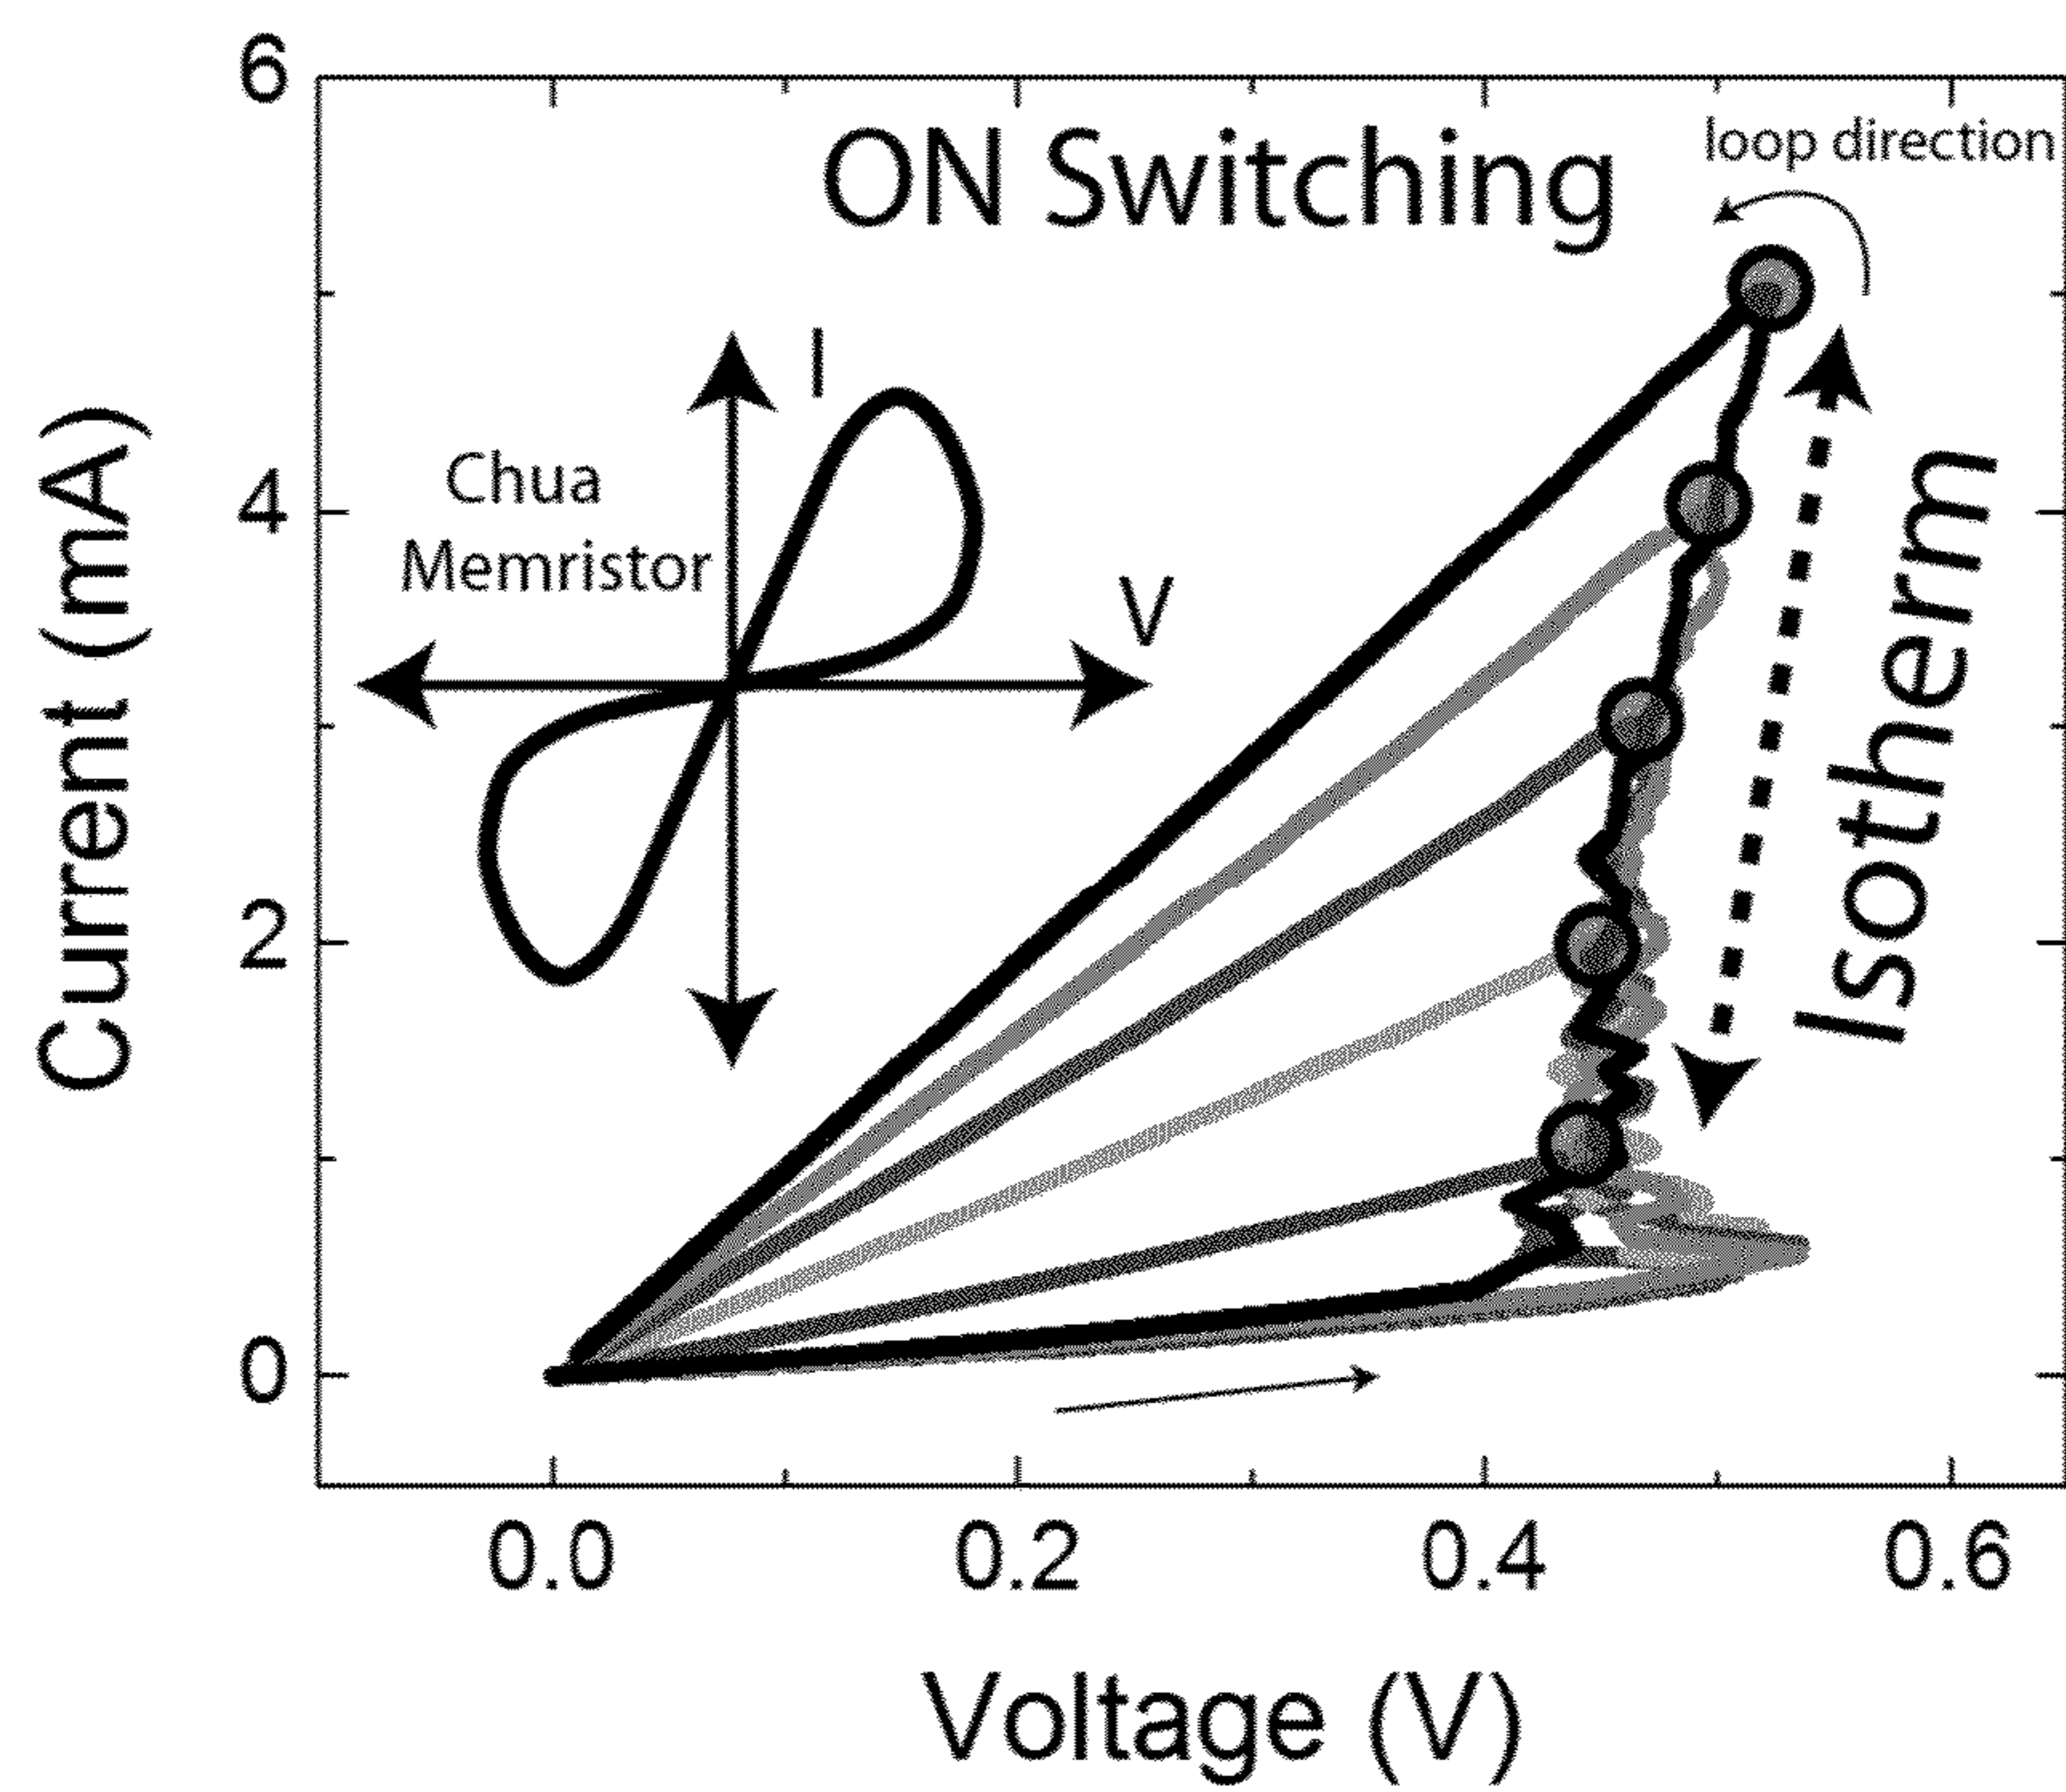 6
ON Switching
loop direction
I
Chua
Memristor
V
4
Current (mA)
Isotherm
2
0
0.0 0.2 0.4 0.6
Voltage (V)